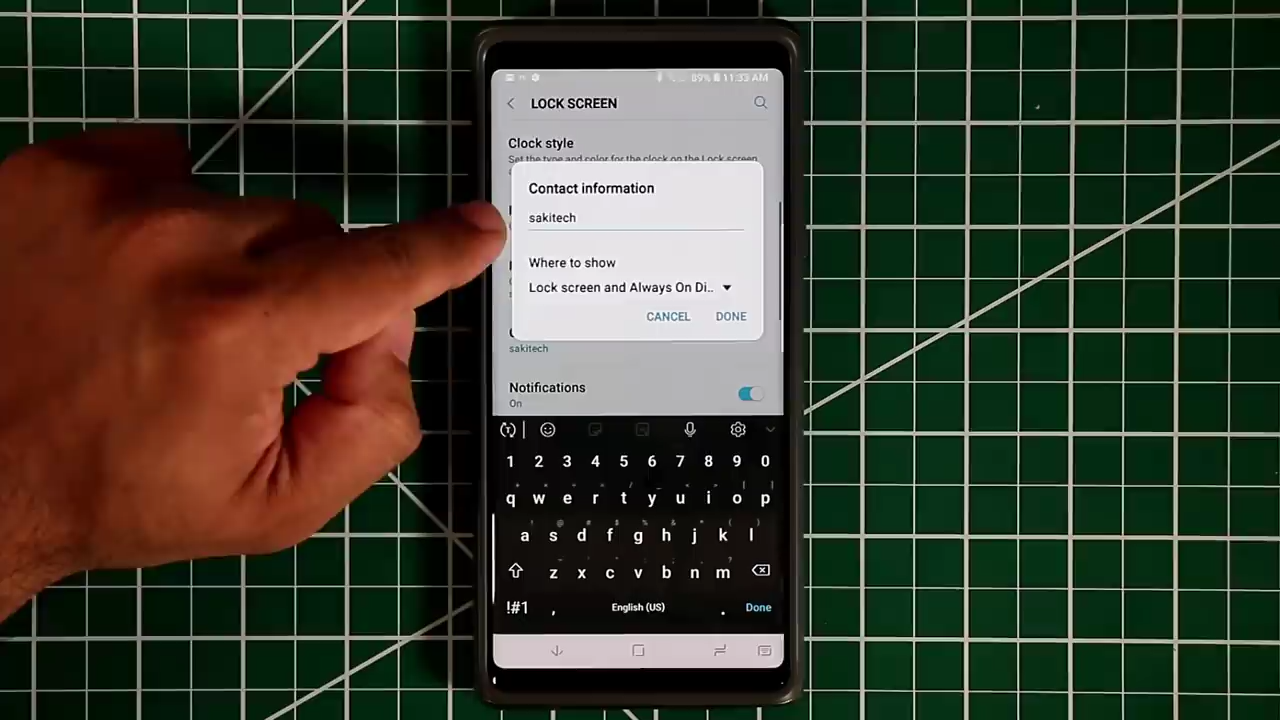 89% 11:33 AM
LOCK SCREEN
Clock style
Set the type and color for the clock on the Lock screen
Contact information
sakitech
Where to show
Lock screen and Always On Di..
CANCEL DONE
sakitech
Notifications
On
1 2 3 4 5 6 7 8 9 0
q w e r t y u i o p
a s d f g h j k l
z x c v b n m
!#1 , English (US) . Done